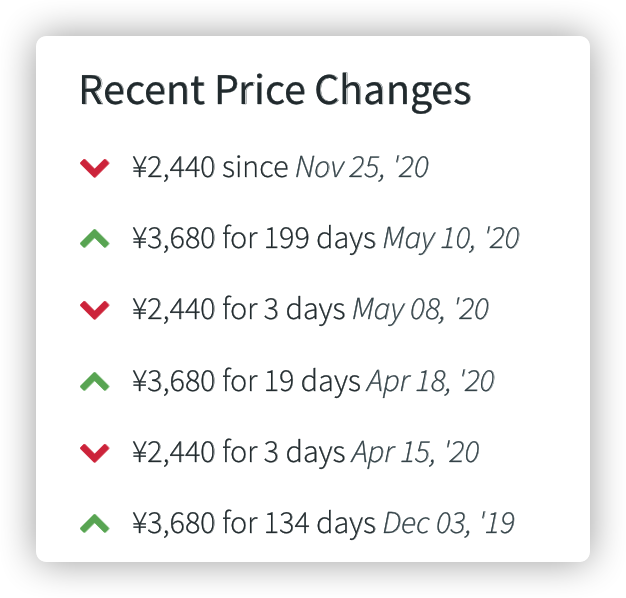 Recent Price Changes
¥2,440 since Nov 25, '20
¥3,680 for 199 days May 10, '20
¥2,440 for 3 days May 08, '20
¥3,680 for 19 days Apr 18, '20
¥2,440 for 3 days Apr 15, '20
¥3,680 for 134 days Dec 03, '19